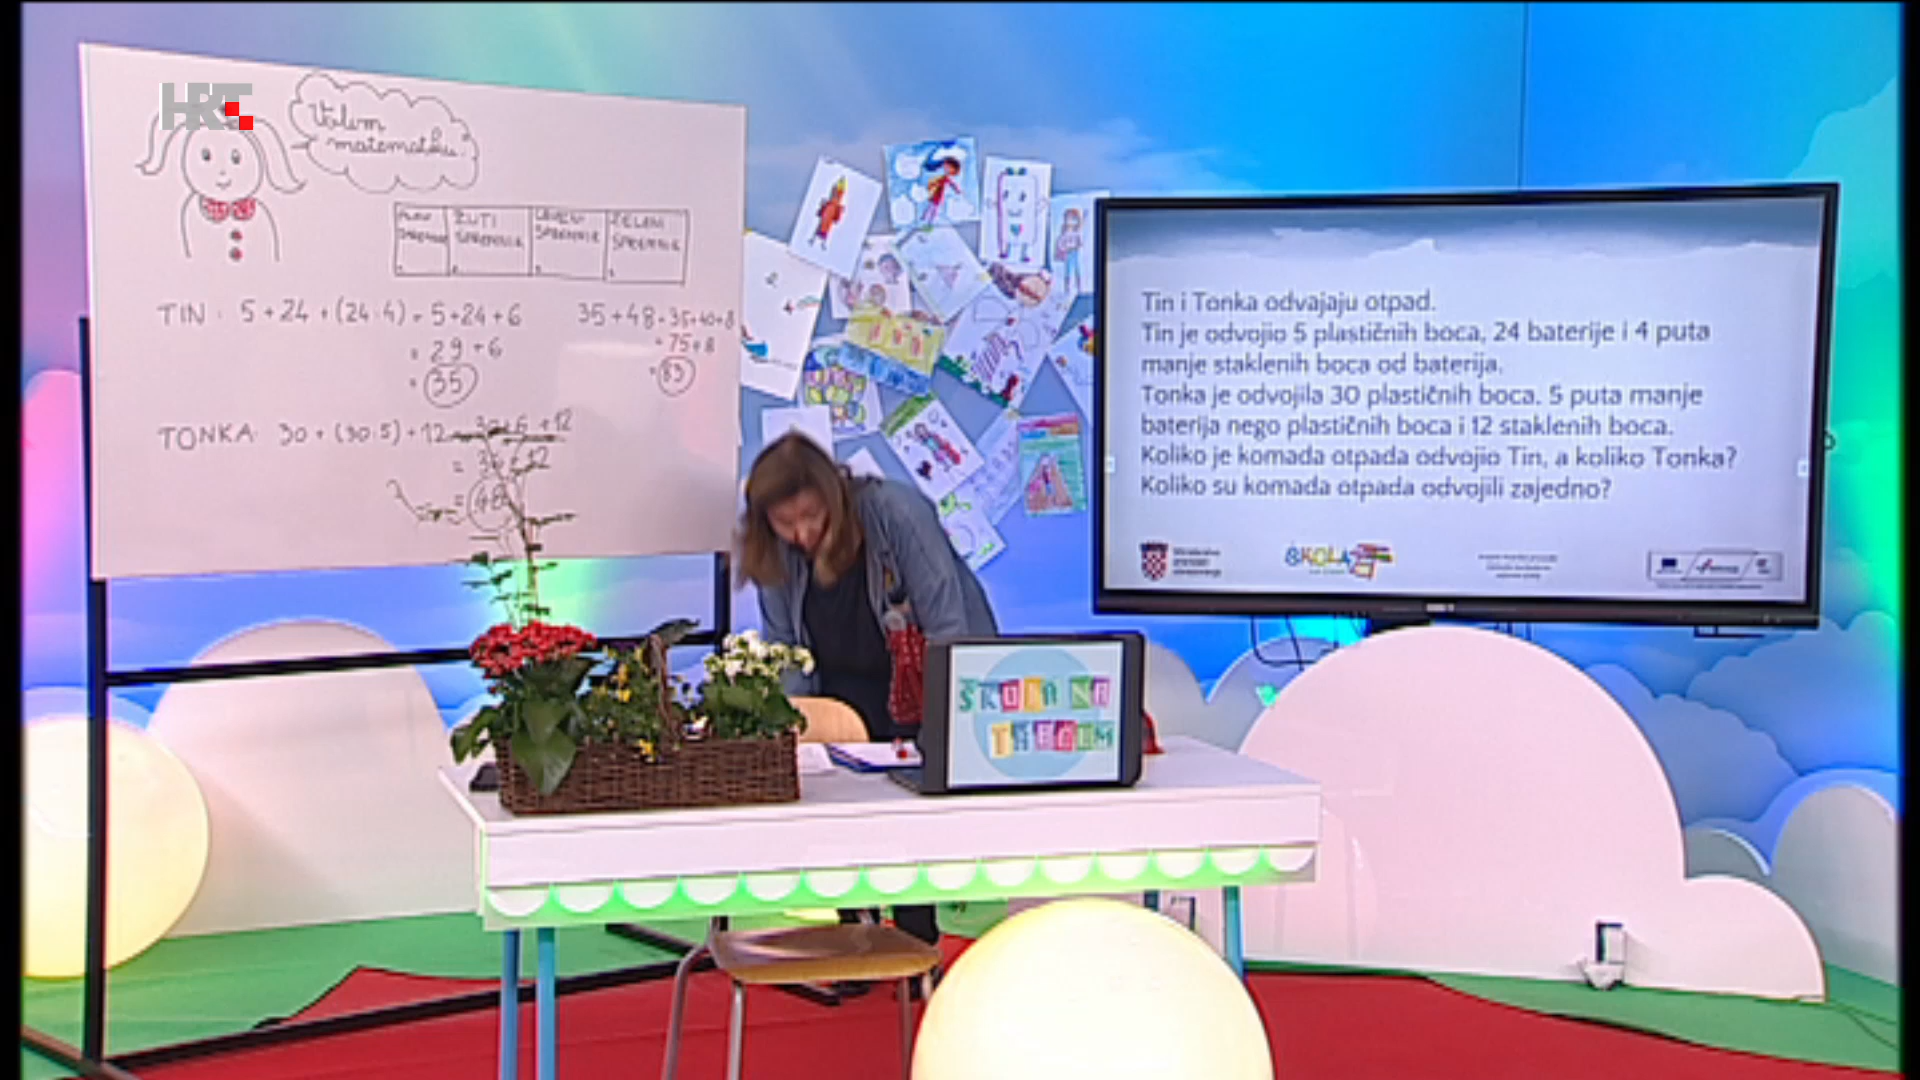 HRT
Volim
matematiku.
PLAVI
SPREMNIK
ŽUTI
SPREMNIK
CRVENI
SPREMNIK
ZELENI
SPREMNIK
TIN: 5+24+(24:4)=5+24+6
= 29+6
= 35
35+48=35+40+8
= 75+8
= 83
TONKA: 30+(30:5)+12=30+6+12
= 36+12
= 48
Tin i Tonka odvajaju otpad.
Tin je odvojio 5 plastičnih boca, 24 baterije i 4 puta
manje staklenih boca od baterija.
Tonka je odvojila 30 plastičnih boca, 5 puta manje
baterija nego plastičnih boca i 12 staklenih boca.
Koliko je komada otpada odvojio Tin, a koliko Tonka?
Koliko su komada otpada odvojili zajedno?
ŠKOLA
ŠKOLA NA
TREĆEM